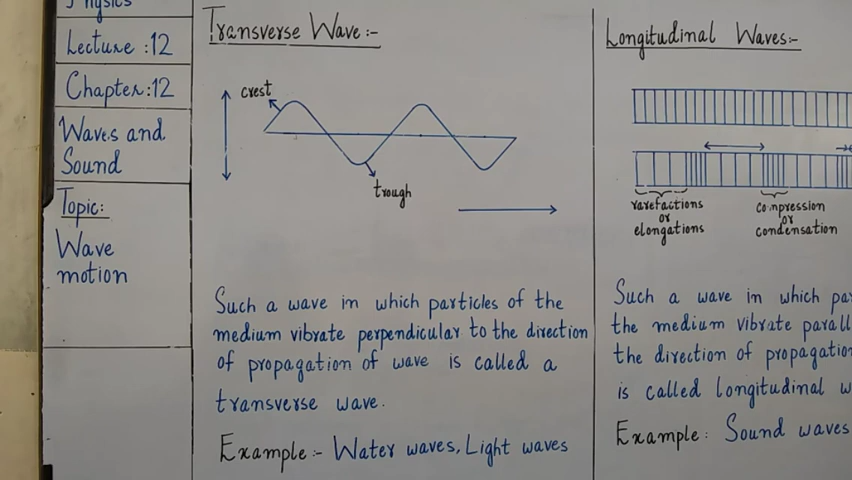 Physics
Lecture :12
Chapter:12
Waves and
Sound
Topic:
Wave
motion
Transverse Wave:-
crest
trough
Such a wave in which particles of the
medium vibrate perpendicular to the direction
of propagation of wave is called a
transverse wave.
Example:- Water waves, Light waves
Longitudinal Waves:-
rarefactions
or
elongations
compression
or
condensation
Such a wave in which
the medium vibrate
the direction of
is called longitudinal
Example: Sound waves